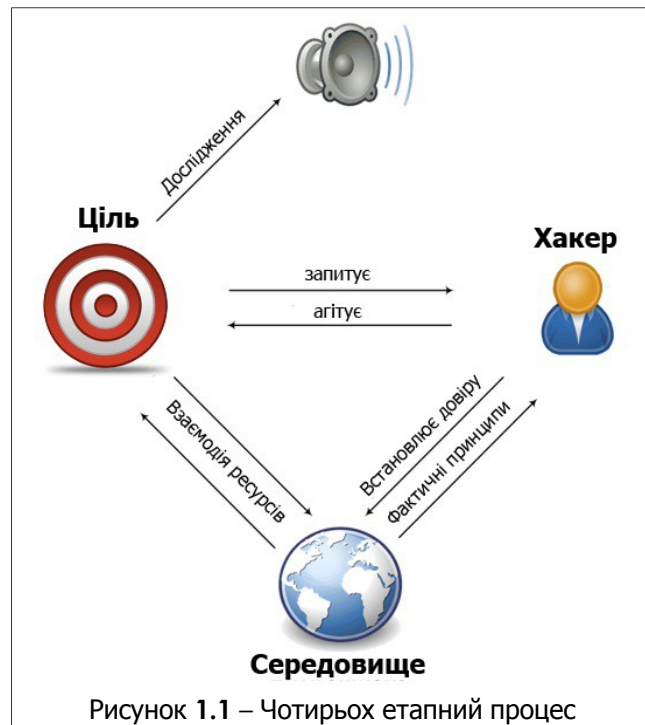 Дослідження
Ціль
Хакер
запитує
агітує
Взаємодія ресурсів
Встановлює довіру
Фактичні принципи
Середовище
Рисунок 1.1 – Чотирьох етапний процес